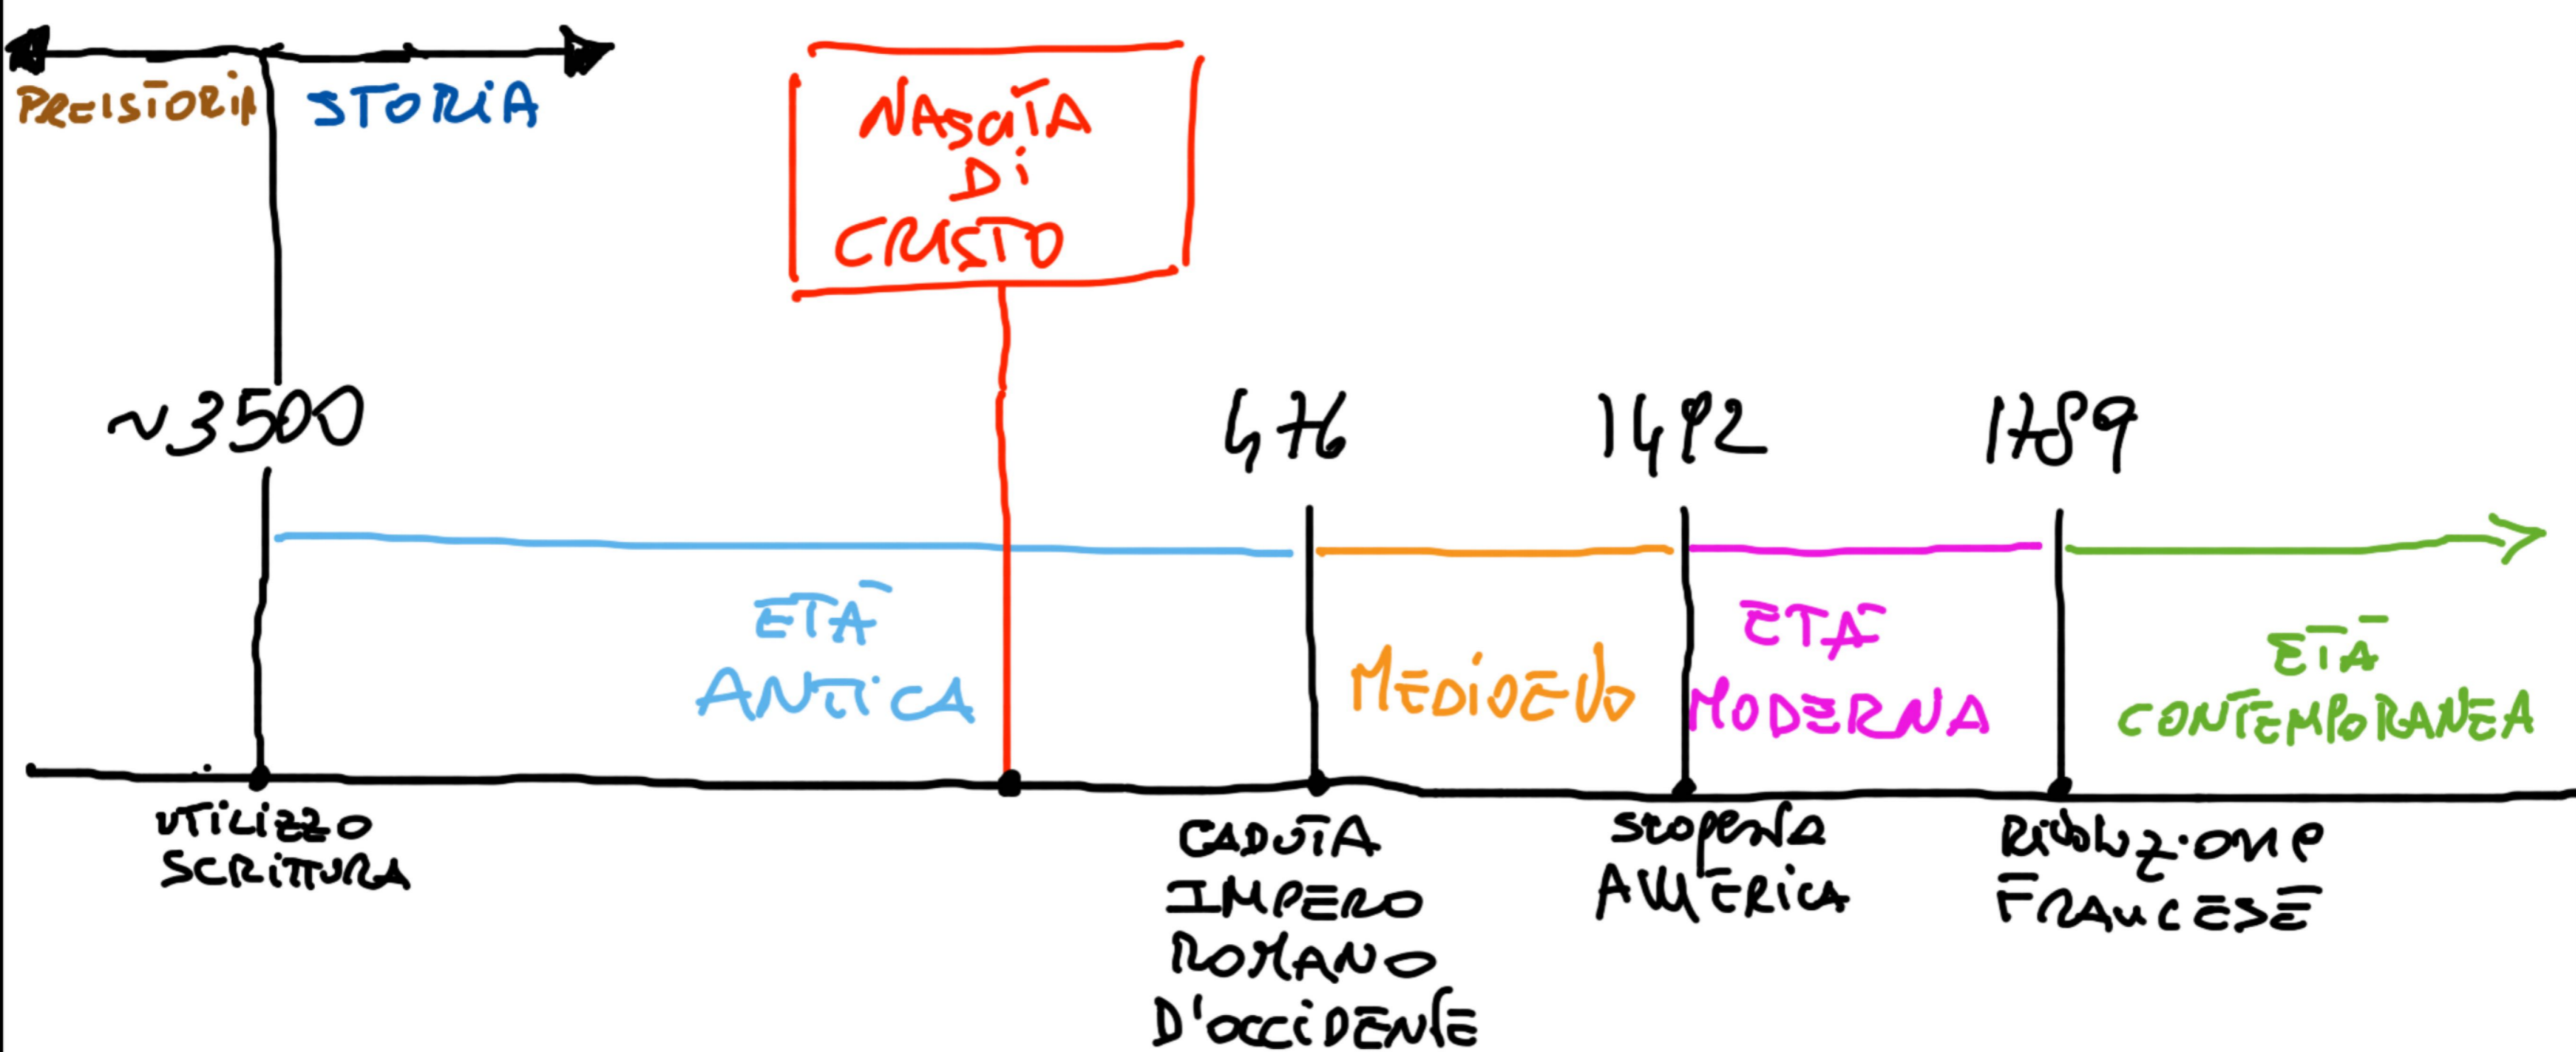 PREISTORIA STORIA
NASCITA
DI
CRISTO
~3500
476
1492
1789
ETÀ
ANTICA
MEDIOEVO
ETÀ
MODERNA
ETÀ
CONTEMPORANEA
UTILIZZO
SCRITTURA
CADUTA
IMPERO
ROMANO
D'OCCIDENTE
SCOPERTA
AMERICA
RIVOLUZIONE
FRANCESE